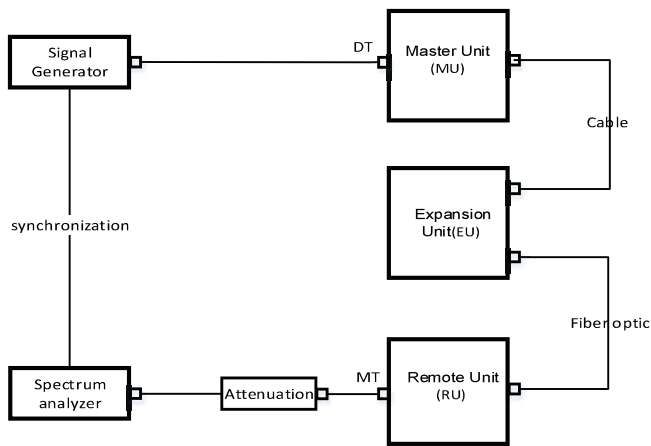 Signal
Generator
DT
Master Unit
(MU)
Cable
synchronization
Expansion
Unit(EU)
Fiber optic
Spectrum
analyzer
Attenuation
MT
Remote Unit
(RU)